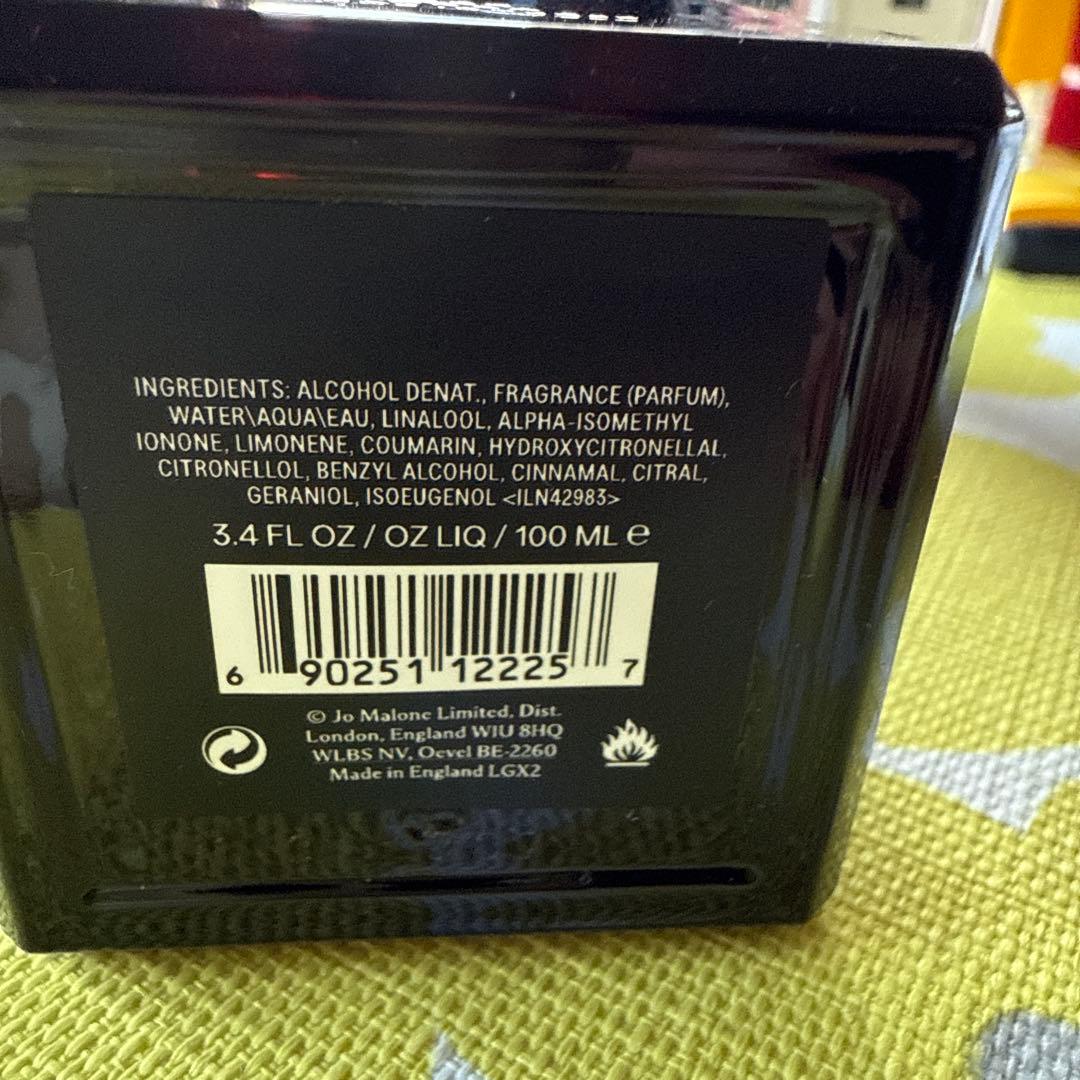 INGREDIENTS: ALCOHOL DENAT., FRAGRANCE (PARFUM),
WATER\AQUA\EAU, LINALOOL, ALPHA-ISOMETHYL
IONONE, LIMONENE, COUMARIN, HYDROXYCITRONELLAL,
CITRONELLOL, BENZYL ALCOHOL, CINNAMAL, CITRAL,
GERANIOL, ISOEUGENOL <ILN42983>
3.4 FL OZ / OZ LIQ / 100 ML ℮
6 90251 12225 7
© Jo Malone Limited, Dist.
London, England W1U 8HQ
WLBS NV, Oevel BE-2260
Made in England LGX2